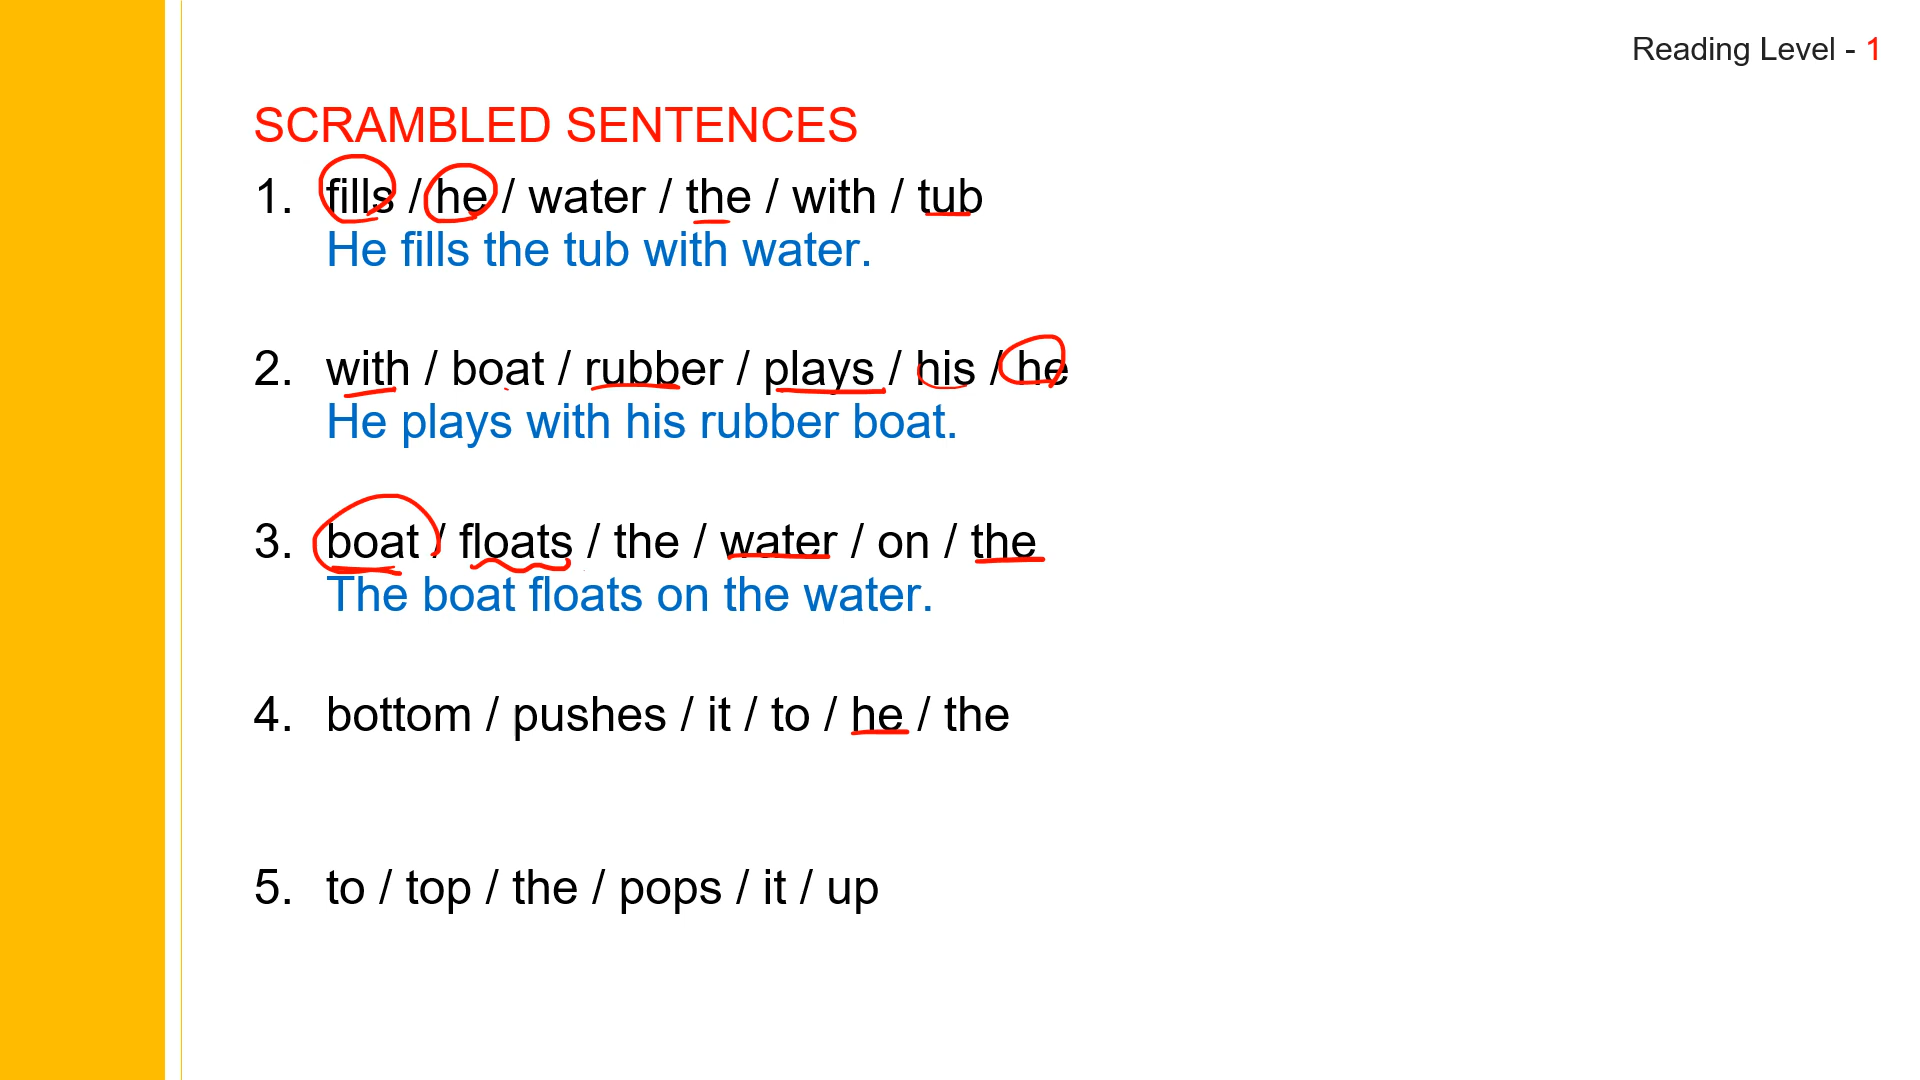 Reading Level - 1
SCRAMBLED SENTENCES
1. fills / he / water / the / with / tub
He fills the tub with water.
2. with / boat / rubber / plays / his / he
He plays with his rubber boat.
3. boat / floats / the / water / on / the
The boat floats on the water.
4. bottom / pushes / it / to / he / the
5. to / top / the / pops / it / up